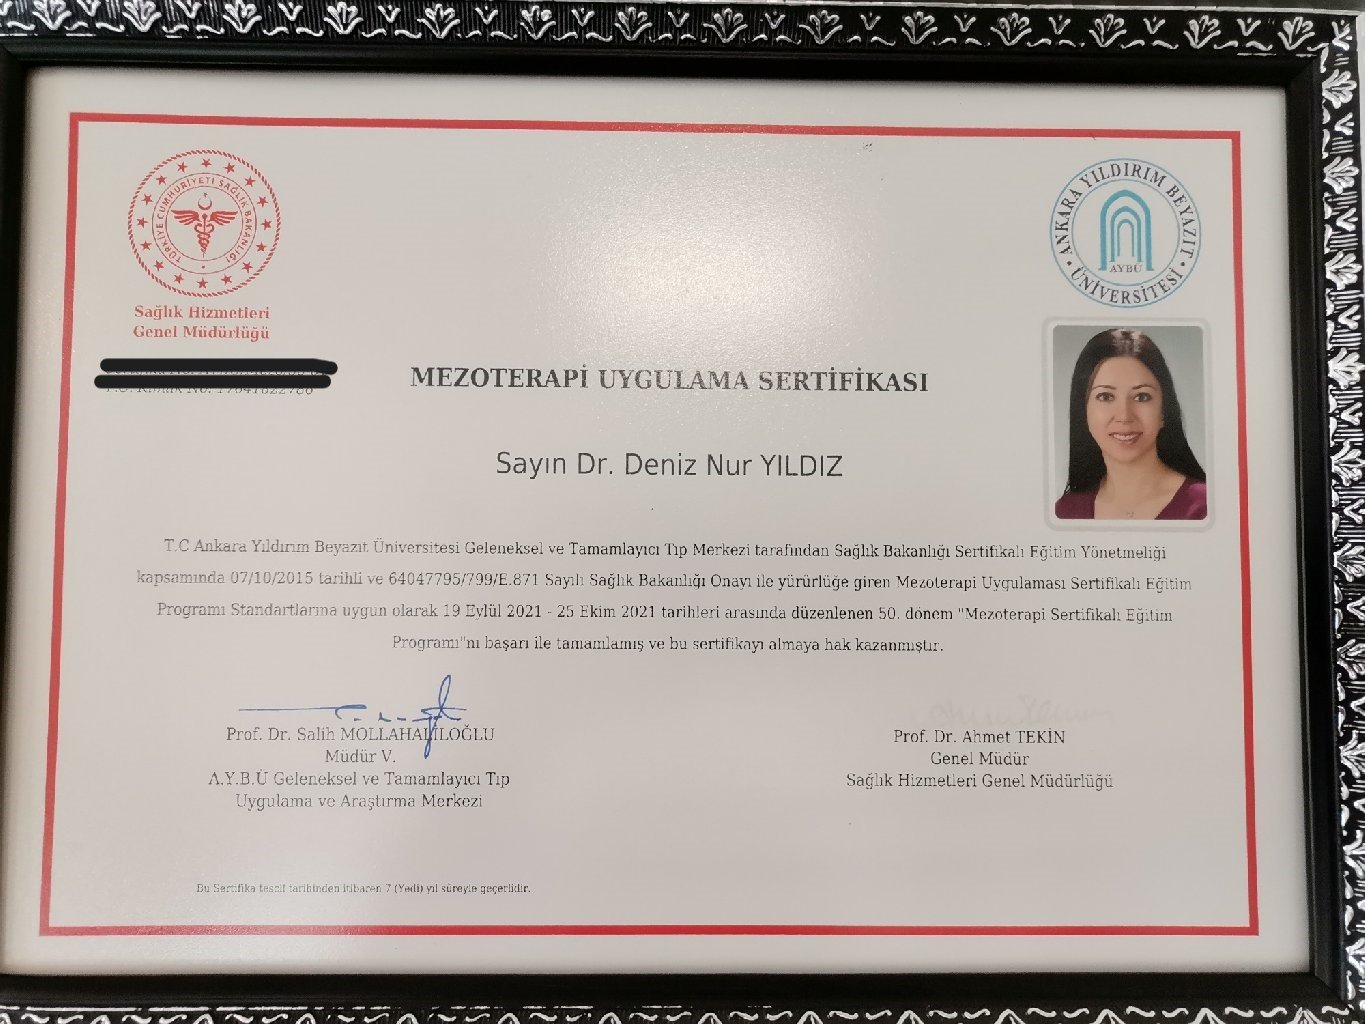 TÜRKİYE CUMHURİYETİ SAĞLIK BAKANLIĞI
Sağlık Hizmetleri
Genel Müdürlüğü
ANKARA YILDIRIM BEYAZIT
ÜNİVERSİTESİ
AYBÜ
MEZOTERAPİ UYGULAMA SERTİFİKASI
Sayın Dr. Deniz Nur YILDIZ
T.C Ankara Yıldırım Beyazıt Üniversitesi Geleneksel ve Tamamlayıcı Tıp Merkezi tarafından Sağlık Bakanlığı Sertifikalı Eğitim Yönetmeliği
kapsamında 07/10/2015 tarihli ve 64047795/799/E.871 Sayılı Sağlık Bakanlığı Onayı ile yürürlüğe giren Mezoterapi Uygulaması Sertifikalı Eğitim
Programı Standartlarına uygun olarak 19 Eylül 2021 - 25 Ekim 2021 tarihleri arasında düzenlenen 50. dönem "Mezoterapi Sertifikalı Eğitim
Programı"nı başarı ile tamamlamış ve bu sertifikayı almaya hak kazanmıştır.
Prof. Dr. Salih MOLLAHALİLOĞLU
Müdür V.
A.Y.B.Ü Geleneksel ve Tamamlayıcı Tıp
Uygulama ve Araştırma Merkezi
Prof. Dr. Ahmet TEKİN
Genel Müdür
Sağlık Hizmetleri Genel Müdürlüğü
Bu Sertifika tescil tarihinden itibaren 7 (Yedi) yıl süreyle geçerlidir.